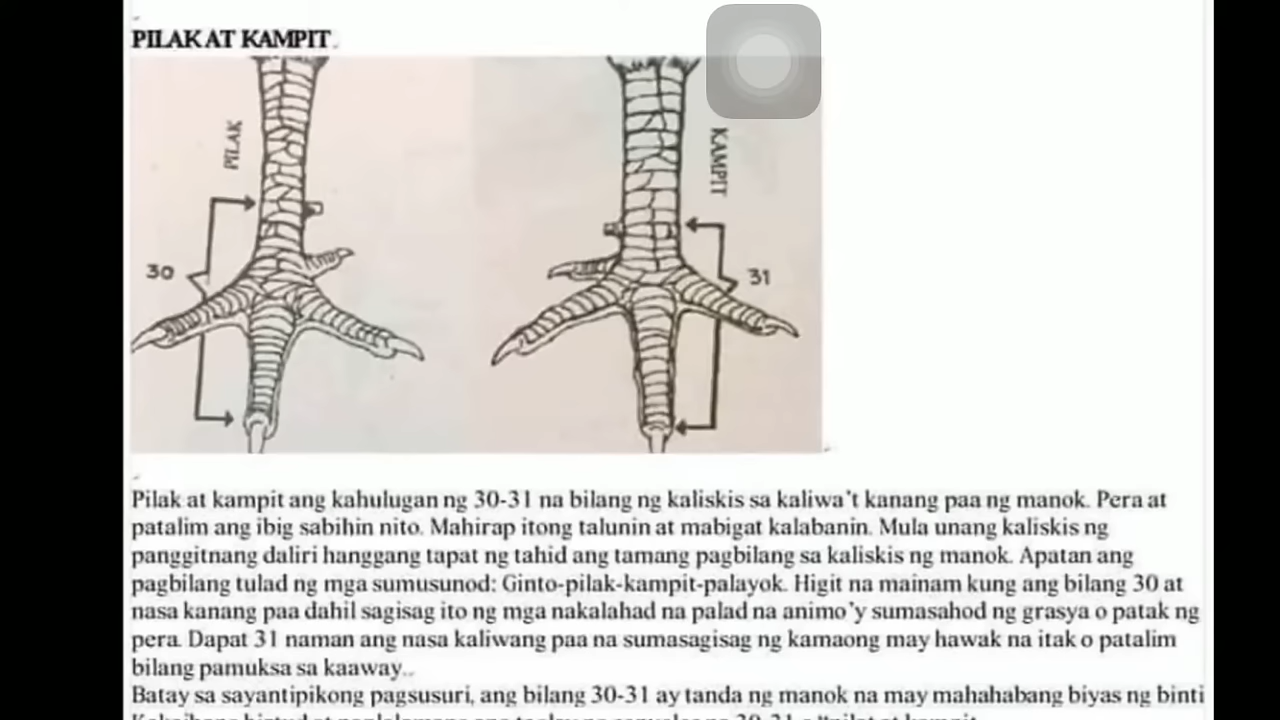 PILAK AT KAMPIT
PILAK
KAMPIT
30
31
Pilak at kampit ang kahulugan ng 30-31 na bilang ng kaliskis sa kaliwa't kanang paa ng manok. Pera at
patalim ang ibig sabihin nito. Mahirap itong talunin at mabigat kalabanin. Mula unang kaliskis ng
panggitnang daliri hanggang tapat ng tahid ang tamang pagbilang sa kaliskis ng manok. Apatan ang
pagbilang tulad ng mga sumusunod: Ginto-pilak-kampit-palayok. Higit na mainam kung ang bilang 30 at
nasa kanang paa dahil sagisag ito ng mga nakalahad na palad na animo'y sumasahod ng grasya o patak ng
pera. Dapat 31 naman ang nasa kaliwang paa na sumasagisag ng kamaong may hawak na itak o patalim
bilang pamuksa sa kaaway..
Batay sa sayantipikong pagsusuri, ang bilang 30-31 ay tanda ng manok na may mahahabang biyas ng binti